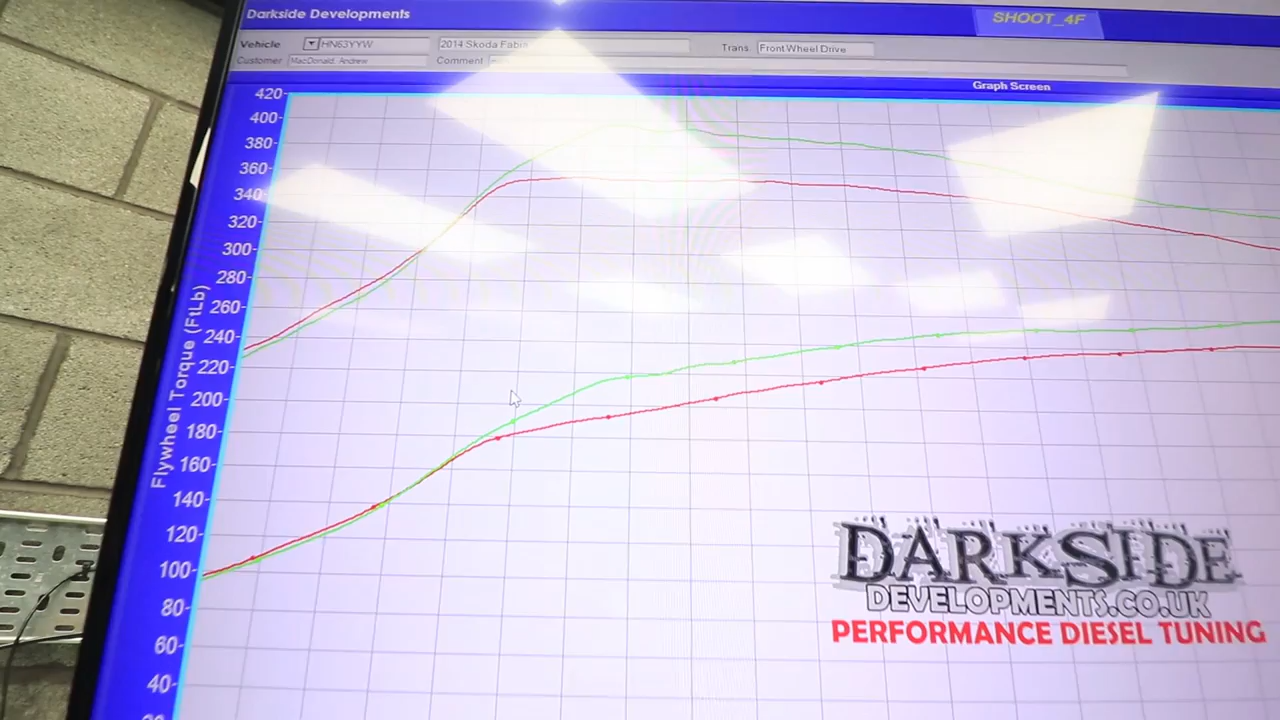 Darkside Developments
SHOOT_4F
Vehicle HN63YYW 2014 Skoda Fabia Trans. Front Wheel Drive
Customer MacDonald, Andrew Comment
Graph Screen
420
400
380
360
340
320
300
280
260
240
220
200
180
160
140
120
100
80
60
40
Flywheel Torque (FtLb)
DARKSIDE
DEVELOPMENTS.CO.UK
PERFORMANCE DIESEL TUNING